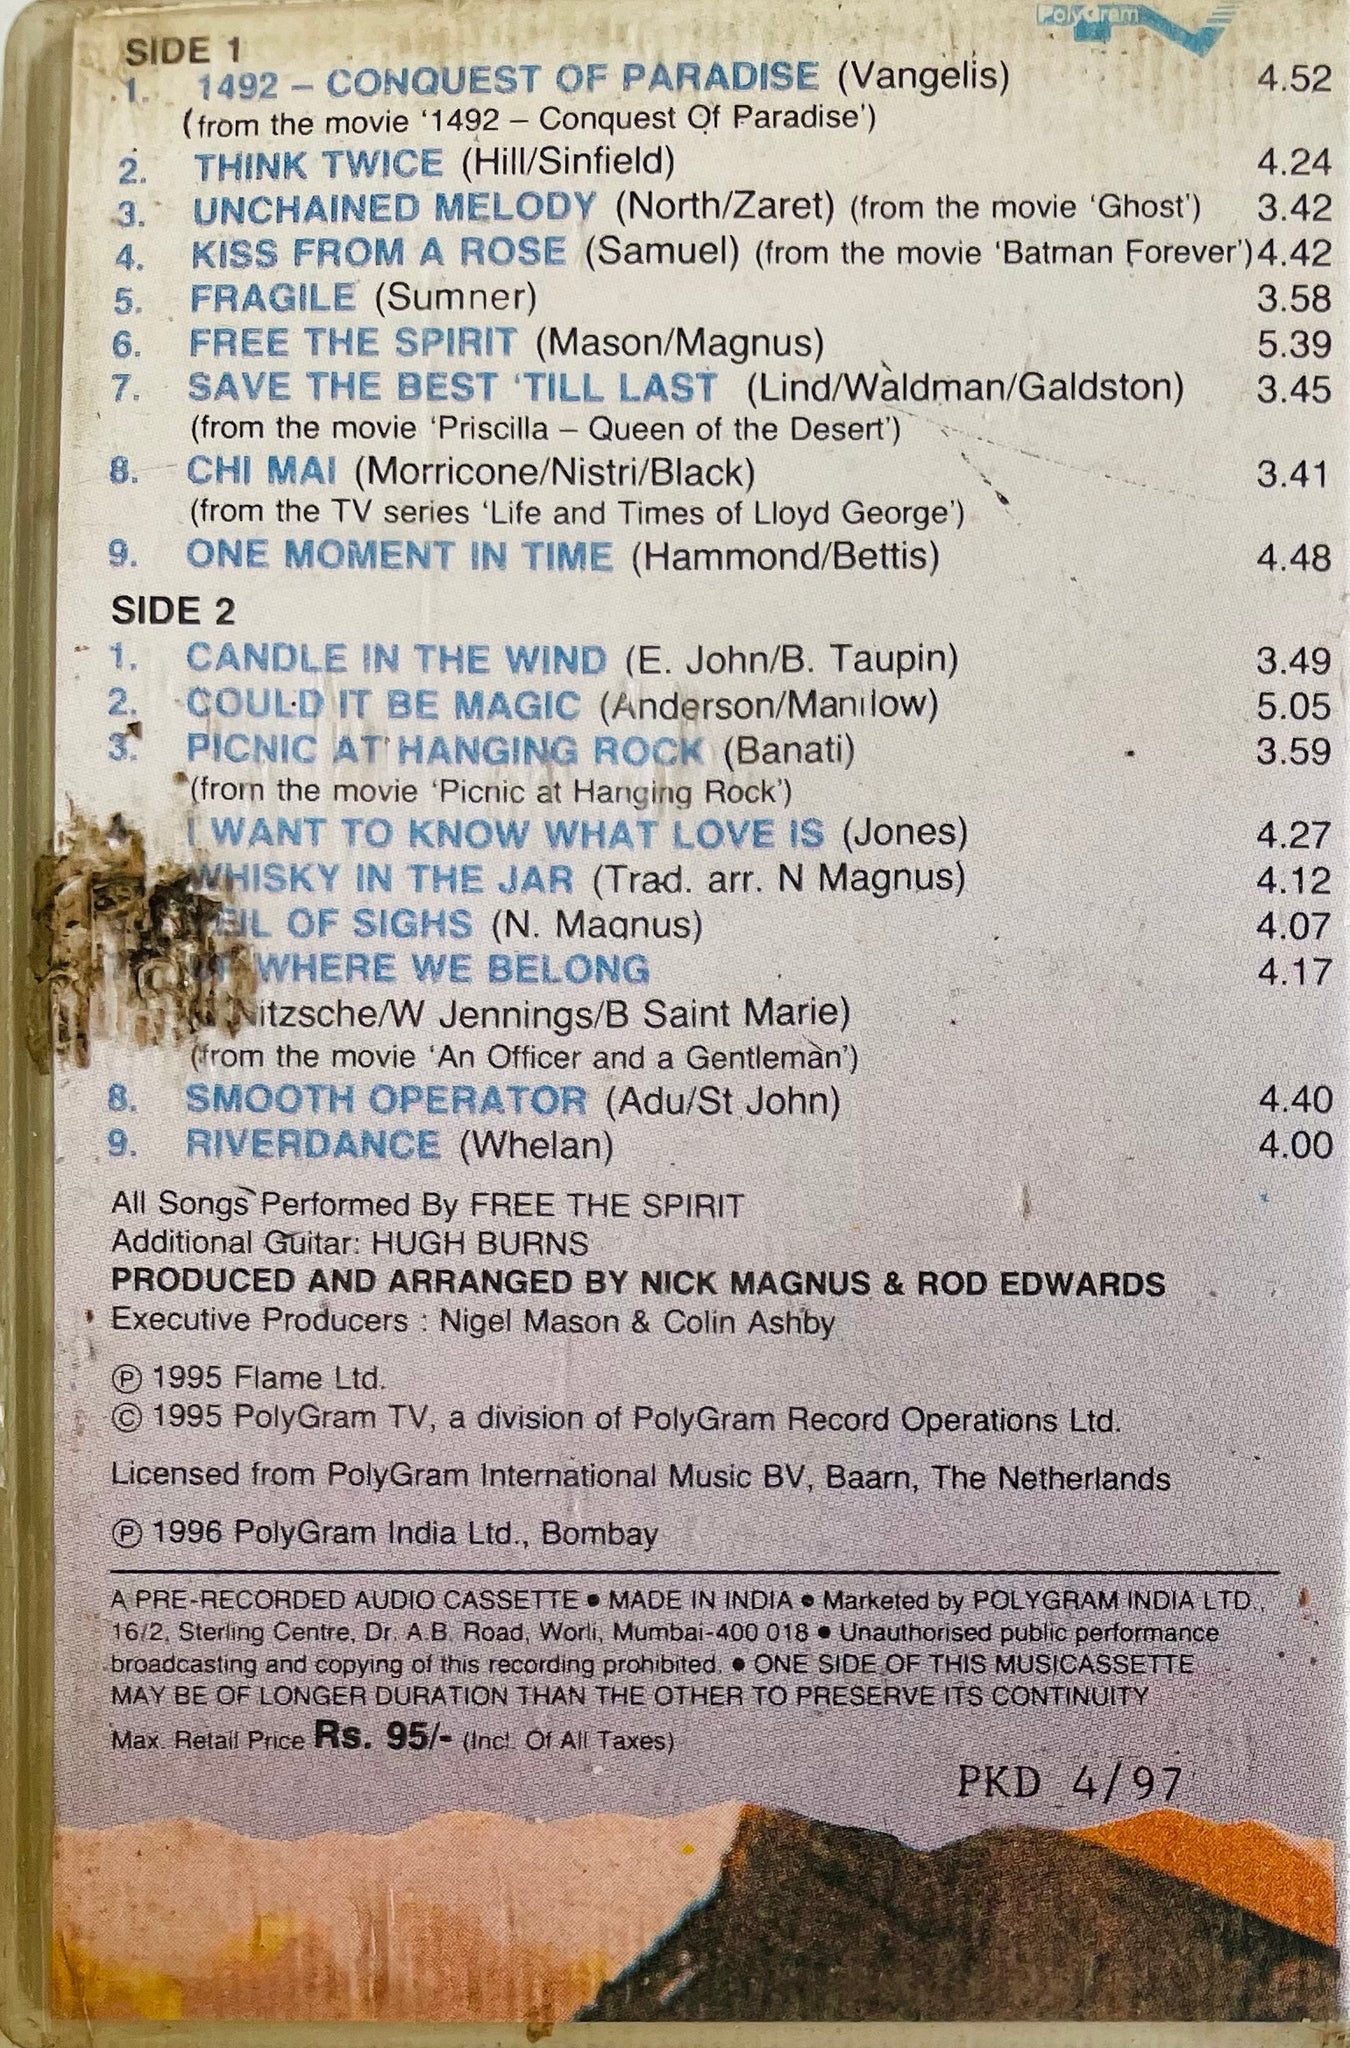 PolyGram
SIDE 1
1. 1492 – CONQUEST OF PARADISE (Vangelis) 4.52
(from the movie ‘1492 – Conquest Of Paradise’)
2. THINK TWICE (Hill/Sinfield) 4.24
3. UNCHAINED MELODY (North/Zaret) (from the movie ‘Ghost’) 3.42
4. KISS FROM A ROSE (Samuel) (from the movie ‘Batman Forever’) 4.42
5. FRAGILE (Sumner) 3.58
6. FREE THE SPIRIT (Mason/Magnus) 5.39
7. SAVE THE BEST ‘TILL LAST (Lind/Waldman/Galdston) 3.45
(from the movie ‘Priscilla – Queen of the Desert’)
8. CHI MAI (Morricone/Nistri/Black) 3.41
(from the TV series ‘Life and Times of Lloyd George’)
9. ONE MOMENT IN TIME (Hammond/Bettis) 4.48
SIDE 2
1. CANDLE IN THE WIND (E. John/B. Taupin) 3.49
2. COULD IT BE MAGIC (Anderson/Manilow) 5.05
3. PICNIC AT HANGING ROCK (Banati) 3.59
(from the movie ‘Picnic at Hanging Rock’)
I WANT TO KNOW WHAT LOVE IS (Jones) 4.27
WHISKY IN THE JAR (Trad. arr. N Magnus) 4.12
OF SIGHS (N. Magnus) 4.07
WHERE WE BELONG 4.17
Nitzsche/W Jennings/B Saint Marie)
(from the movie ‘An Officer and a Gentleman’)
8. SMOOTH OPERATOR (Adu/St John) 4.40
9. RIVERDANCE (Whelan) 4.00
All Songs Performed By FREE THE SPIRIT
Additional Guitar: HUGH BURNS
PRODUCED AND ARRANGED BY NICK MAGNUS & ROD EDWARDS
Executive Producers : Nigel Mason & Colin Ashby
℗ 1995 Flame Ltd.
© 1995 PolyGram TV, a division of PolyGram Record Operations Ltd.
Licensed from PolyGram International Music BV, Baarn, The Netherlands
℗ 1996 PolyGram India Ltd., Bombay
A PRE-RECORDED AUDIO CASSETTE ● MADE IN INDIA ● Marketed by POLYGRAM INDIA LTD.,
16/2, Sterling Centre, Dr. A.B. Road, Worli, Mumbai-400 018 ● Unauthorised public performance
broadcasting and copying of this recording prohibited. ● ONE SIDE OF THIS MUSICASSETTE
MAY BE OF LONGER DURATION THAN THE OTHER TO PRESERVE ITS CONTINUITY
Max. Retail Price Rs. 95/- (Incl. Of All Taxes)
PKD 4/97